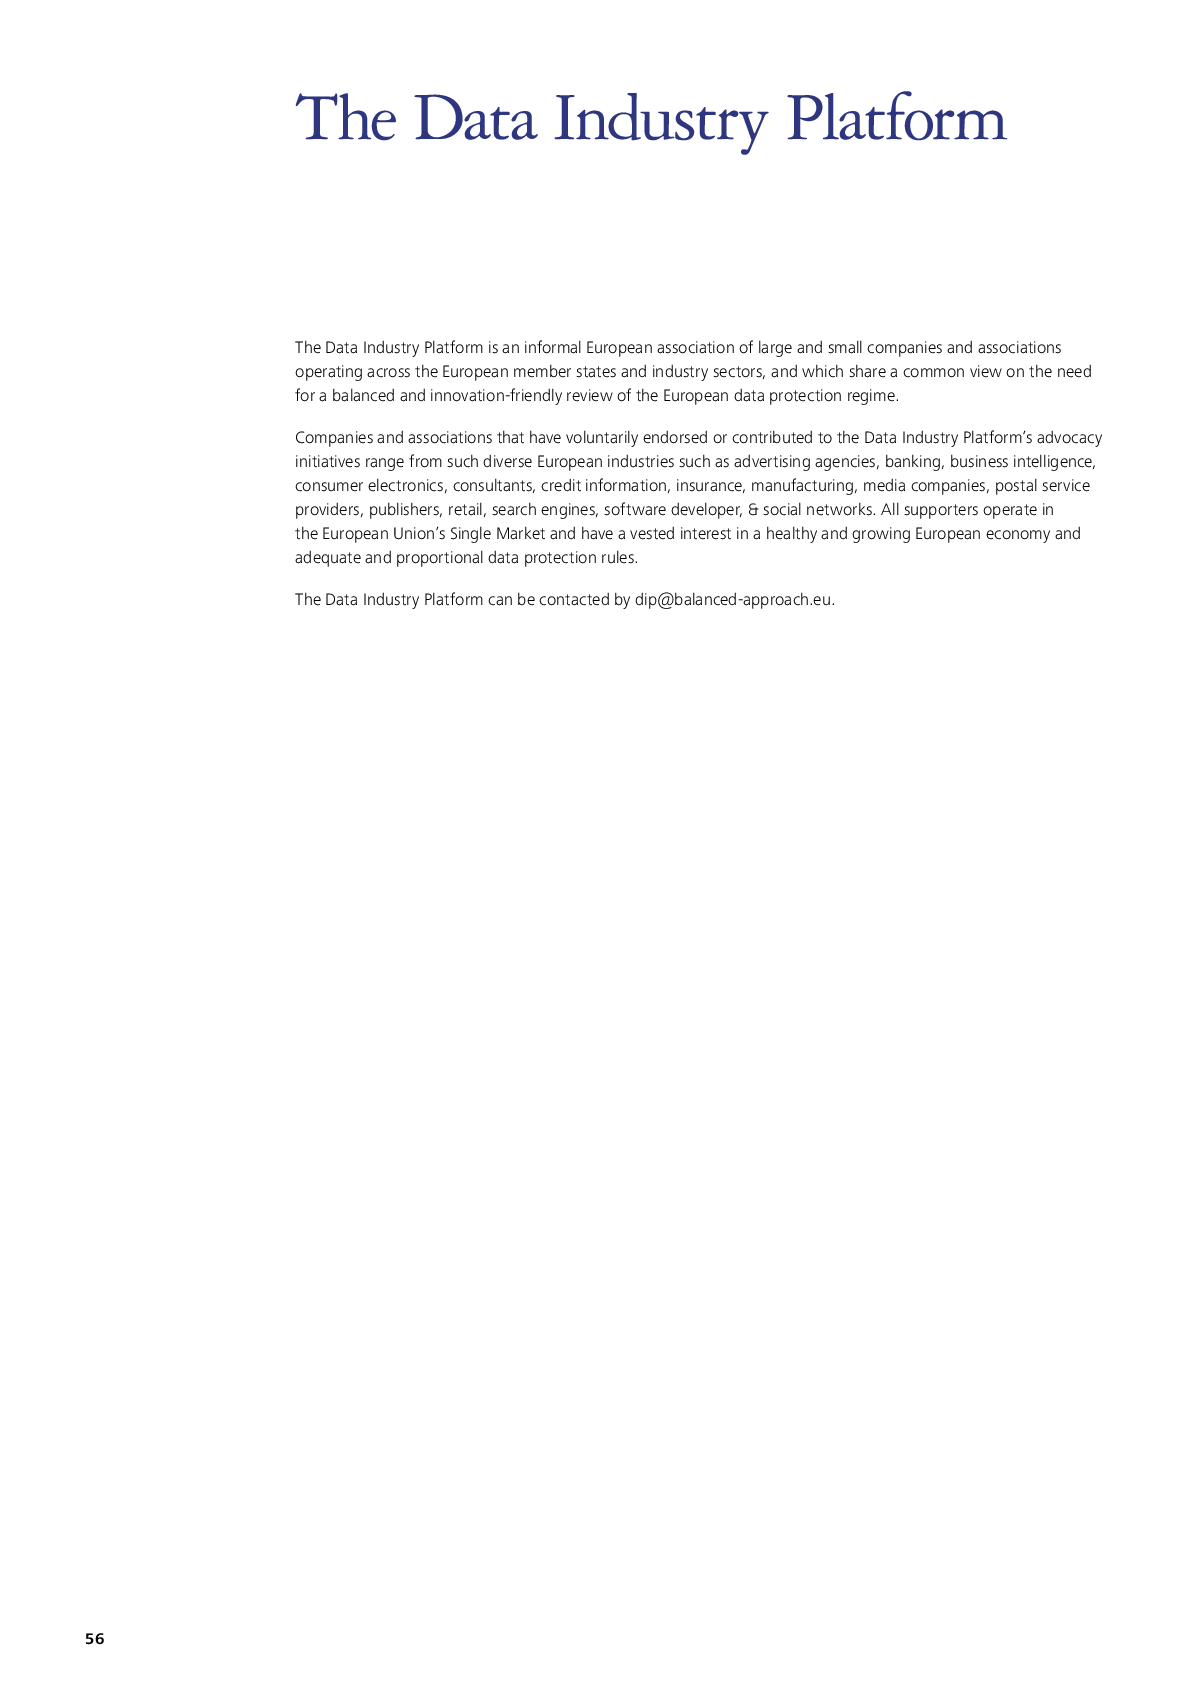 The Data Industry Platform
The Data Industry Platform is an informal European association of large and small companies and associations
operating across the European member states and industry sectors, and which share a common view on the need
for a balanced and innovation-friendly review of the European data protection regime.
Companies and associations that have voluntarily endorsed or contributed to the Data Industry Platform’s advocacy
initiatives range from such diverse European industries such as advertising agencies, banking, business intelligence,
consumer electronics, consultants, credit information, insurance, manufacturing, media companies, postal service
providers, publishers, retail, search engines, software developer, & social networks. All supporters operate in
the European Union’s Single Market and have a vested interest in a healthy and growing European economy and
adequate and proportional data protection rules.
The Data Industry Platform can be contacted by dip@balanced-approach.eu.
56